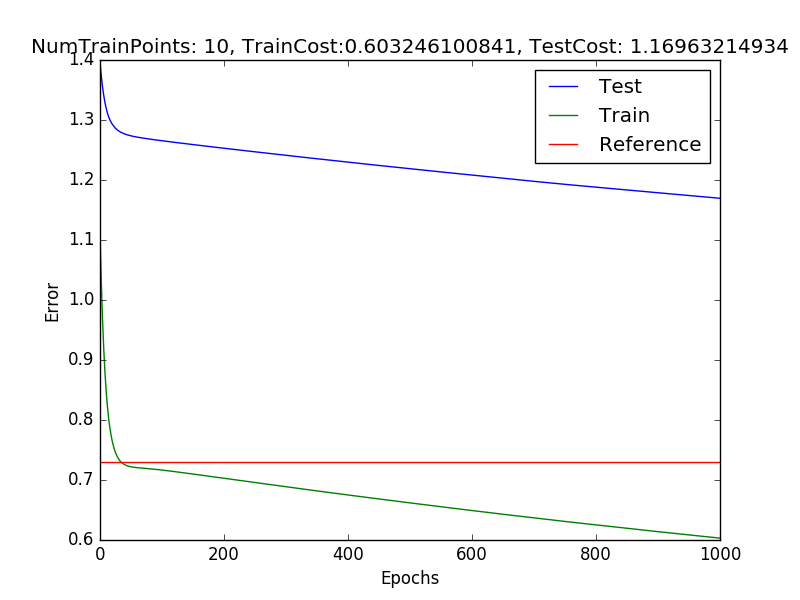 NumTrainPoints: 10, TrainCost:0.603246100841, TestCost: 1.16963214934
1.4
1.3
1.2
1.1
1.0
0.9
0.8
0.7
0.6
Error
Test
Train
Reference
0 200 400 600 800 1000
Epochs